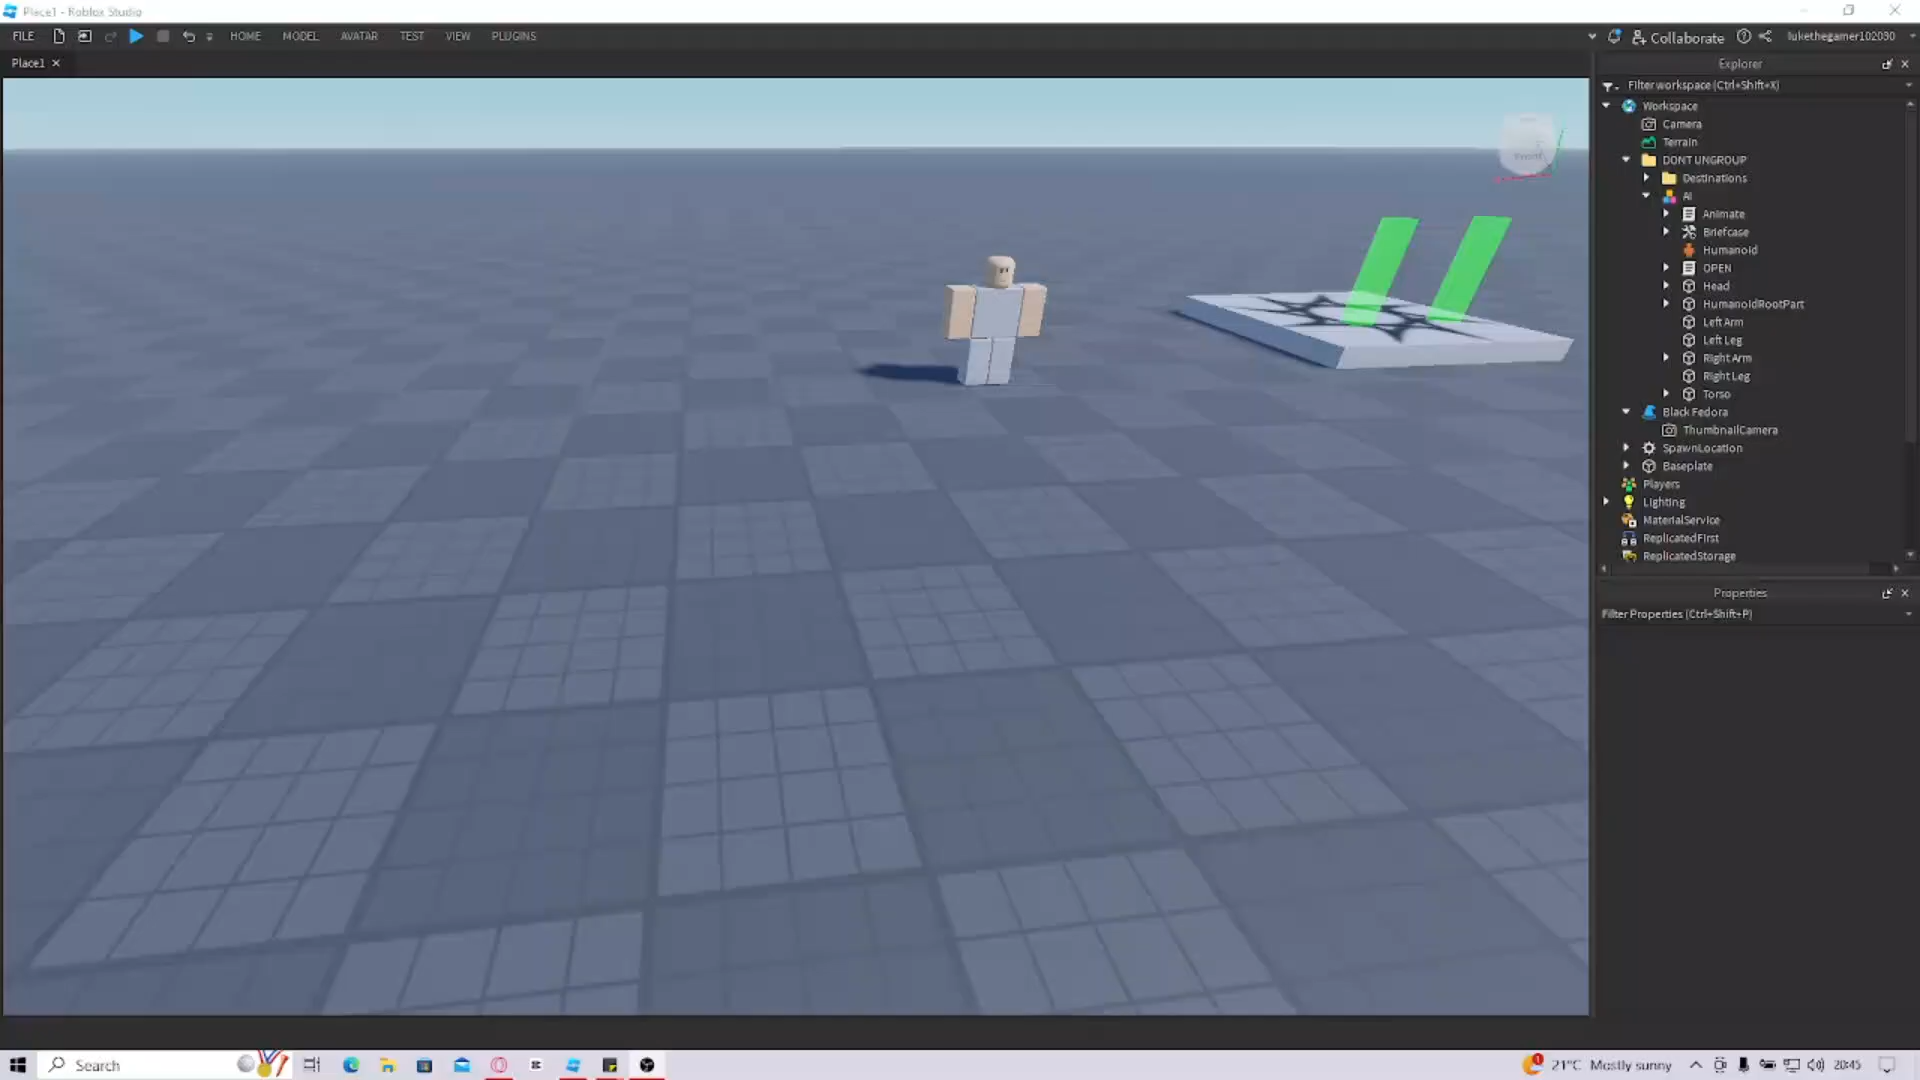 Place1 - Roblox Studio
FILE
HOME
MODEL
AVATAR
TEST
VIEW
PLUGINS
Collaborate
lukethegamer102030
Place1
Explorer
Filter workspace (Ctrl+Shift+X)
Workspace
Camera
Terrain
DONT UNGROUP
Destinations
AI
Animate
Briefcase
Humanoid
OPEN
Head
HumanoidRootPart
Left Arm
Left Leg
Right Arm
Right Leg
Torso
Black Fedora
ThumbnailCamera
SpawnLocation
Baseplate
Players
Lighting
MaterialService
ReplicatedFirst
ReplicatedStorage
Properties
Filter Properties (Ctrl+Shift+P)
Front
Search
1
21°C Mostly sunny
20:45